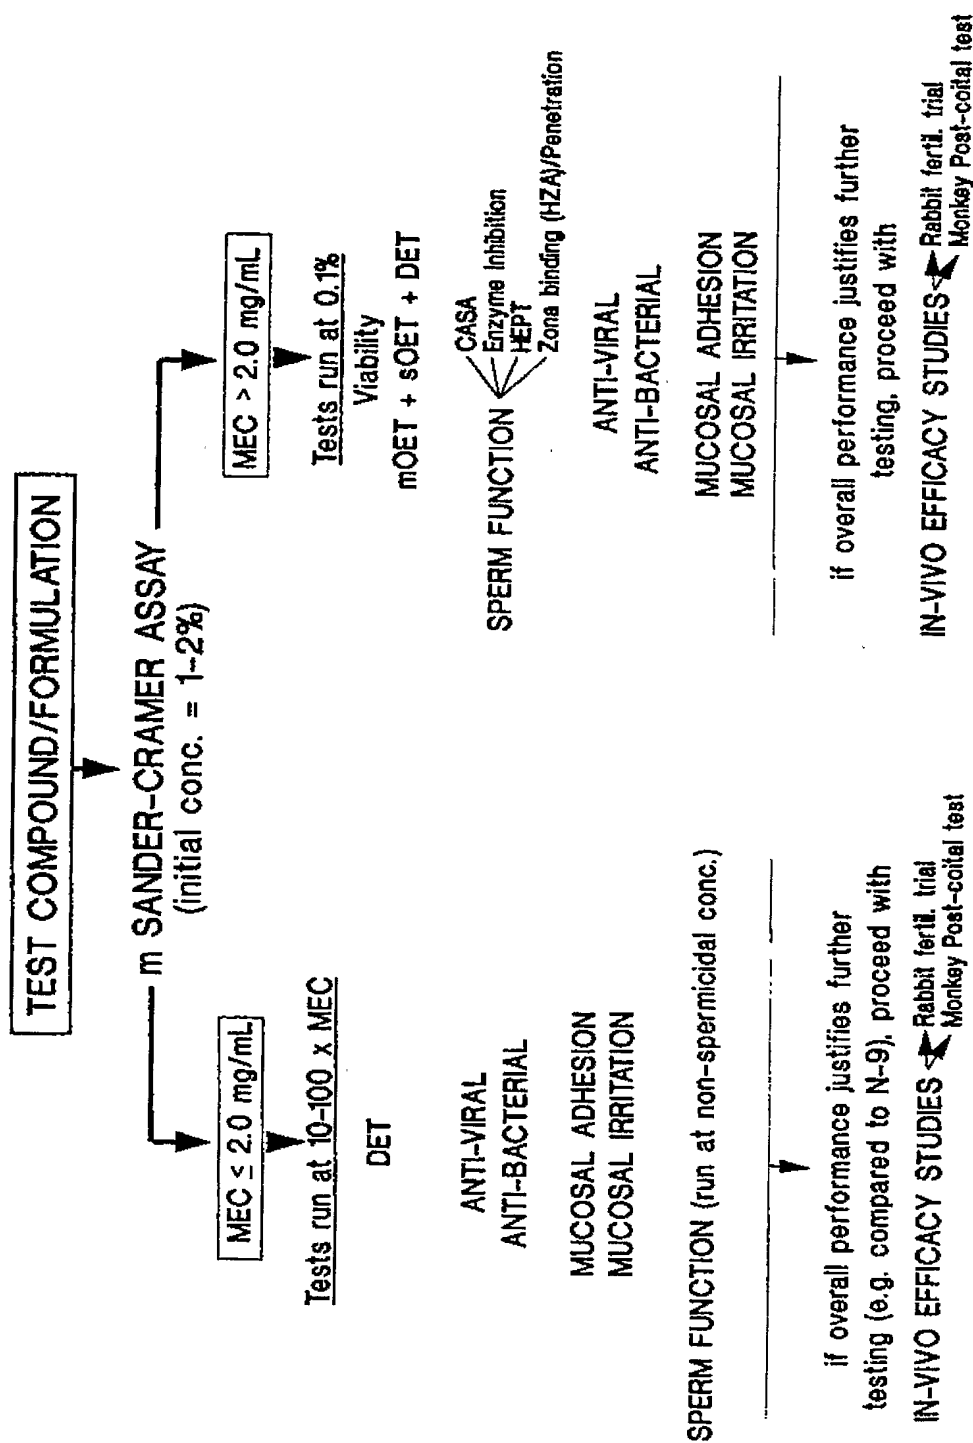 TEST COMPOUND/FORMULATION
m SANDER-CRAMER ASSAY
(initial conc. = 1-2%)
MEC ≤ 2.0 mg/mL
Tests run at 10-100 x MEC
DET
ANTI-VIRAL
ANTI-BACTERIAL
MUCOSAL ADHESION
MUCOSAL IRRITATION
SPERM FUNCTION (run at non-spermicidal conc.)
if overall performance justifies further
testing (e.g. compared to N-9), proceed with
IN-VIVO EFFICACY STUDIES
Rabbit fertil. trial
Monkey Post-coital test
MEC > 2.0 mg/mL
Tests run at 0.1%
Viability
mOET + sOET + DET
SPERM FUNCTION
CASA
Enzyme Inhibition
HEPT
Zona binding (HZA)/Penetration
ANTI-VIRAL
ANTI-BACTERIAL
MUCOSAL ADHESION
MUCOSAL IRRITATION
if overall performance justifies further
testing, proceed with
IN-VIVO EFFICACY STUDIES
Rabbit fertil. trial
Monkey Post-coital test